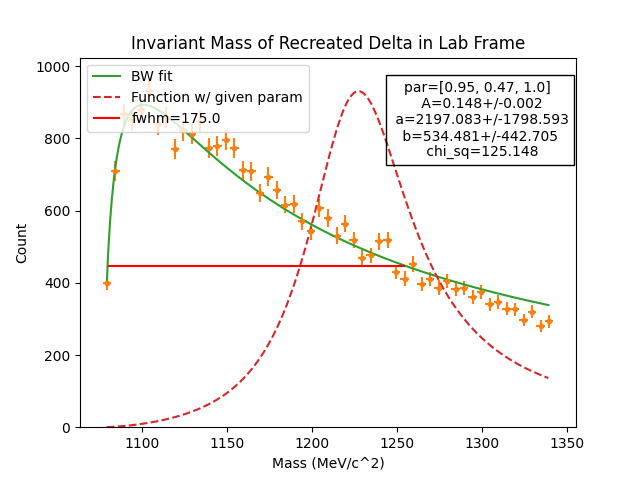 Invariant Mass of Recreated Delta in Lab Frame
BW fit
Function w/ given param
fwhm=175.0
par=[0.95, 0.47, 1.0]
A=0.148+/-0.002
a=2197.083+/-1798.593
b=534.481+/-442.705
chi_sq=125.148
Count
1000
800
600
400
200
0
1100
1150
1200
1250
1300
1350
Mass (MeV/c^2)